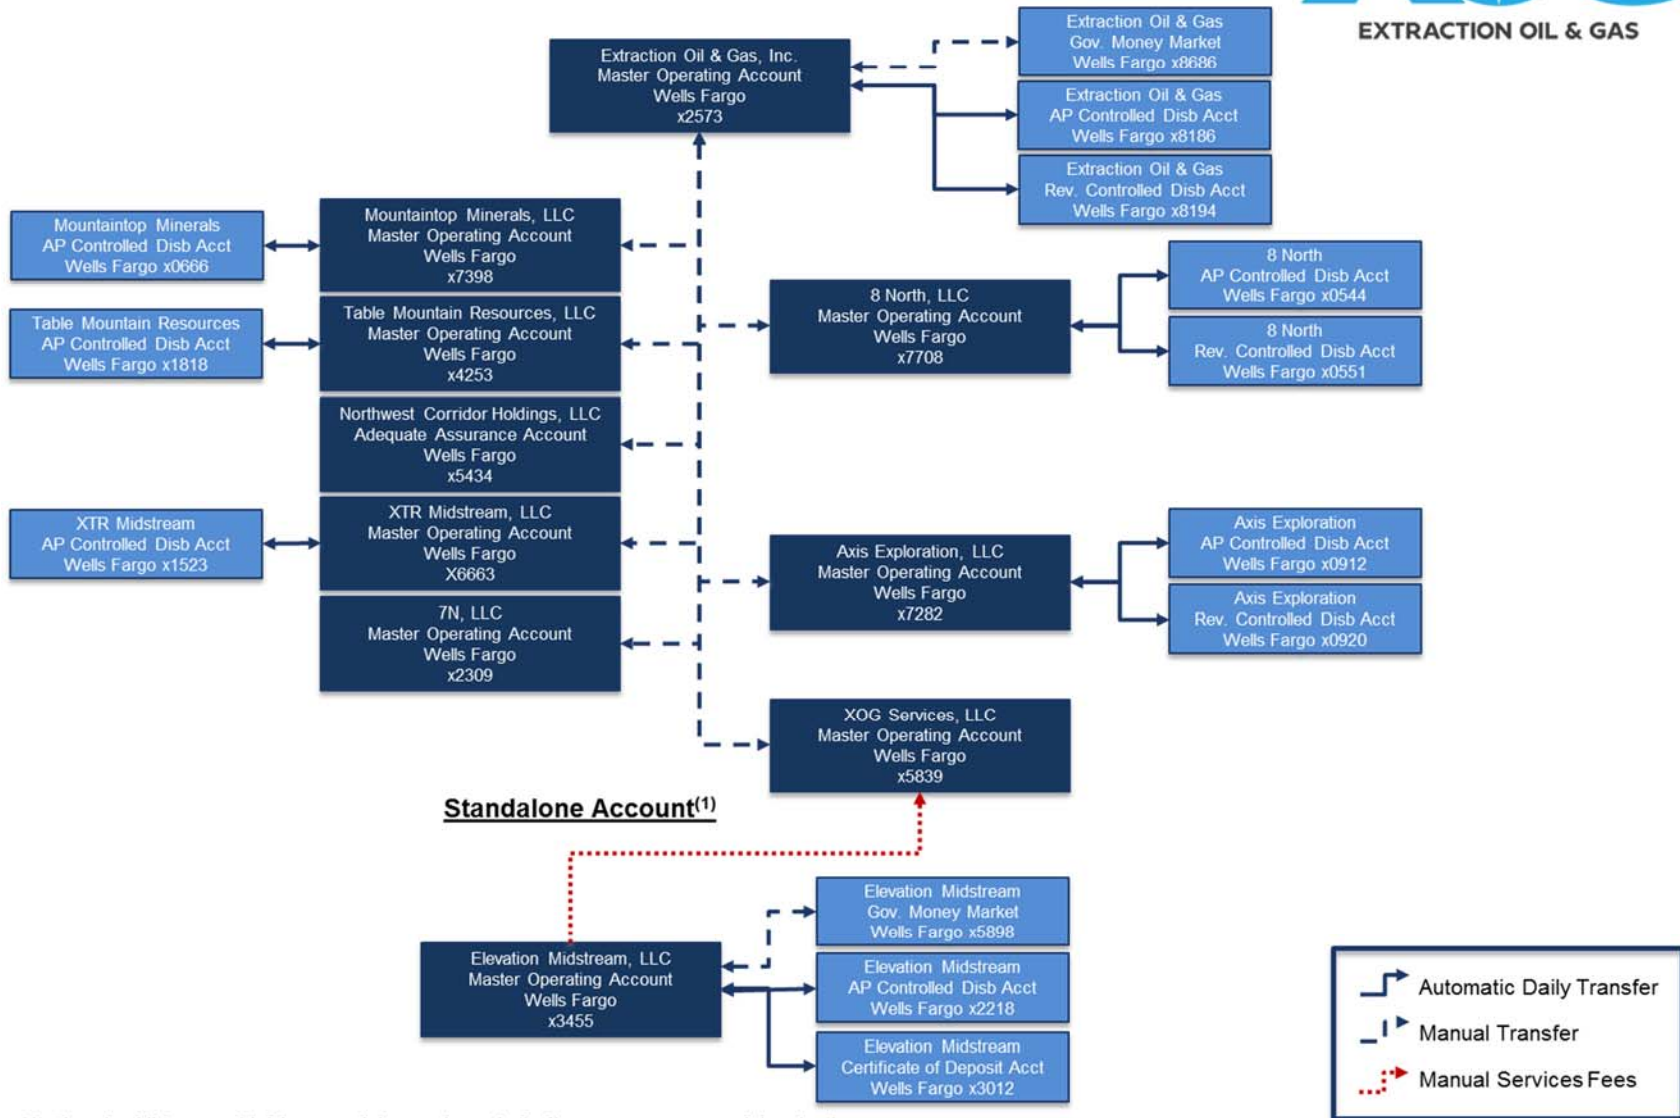 EXTRACTION OIL & GAS
Extraction Oil & Gas, Inc.
Master Operating Account
Wells Fargo
x2573
Extraction Oil & Gas
Gov. Money Market
Wells Fargo x8686
Extraction Oil & Gas
AP Controlled Disb Acct
Wells Fargo x8186
Extraction Oil & Gas
Rev. Controlled Disb Acct
Wells Fargo x8194
Mountaintop Minerals
AP Controlled Disb Acct
Wells Fargo x0666
Mountaintop Minerals, LLC
Master Operating Account
Wells Fargo
x7398
8 North, LLC
Master Operating Account
Wells Fargo
x7708
8 North
AP Controlled Disb Acct
Wells Fargo x0544
8 North
Rev. Controlled Disb Acct
Wells Fargo x0551
Table Mountain Resources
AP Controlled Disb Acct
Wells Fargo x1818
Table Mountain Resources, LLC
Master Operating Account
Wells Fargo
x4253
Northwest Corridor Holdings, LLC
Adequate Assurance Account
Wells Fargo
x5434
XTR Midstream
AP Controlled Disb Acct
Wells Fargo x1523
XTR Midstream, LLC
Master Operating Account
Wells Fargo
X6663
Axis Exploration, LLC
Master Operating Account
Wells Fargo
x7282
Axis Exploration
AP Controlled Disb Acct
Wells Fargo x0912
Axis Exploration
Rev. Controlled Disb Acct
Wells Fargo x0920
7N, LLC
Master Operating Account
Wells Fargo
x2309
XOG Services, LLC
Master Operating Account
Wells Fargo
x5839
Standalone Account(1)
Elevation Midstream, LLC
Master Operating Account
Wells Fargo
x3455
Elevation Midstream
Gov. Money Market
Wells Fargo x5898
Elevation Midstream
AP Controlled Disb Acct
Wells Fargo x2218
Elevation Midstream
Certificate of Deposit Acct
Wells Fargo x3012
Automatic Daily Transfer
Manual Transfer
Manual Services Fees